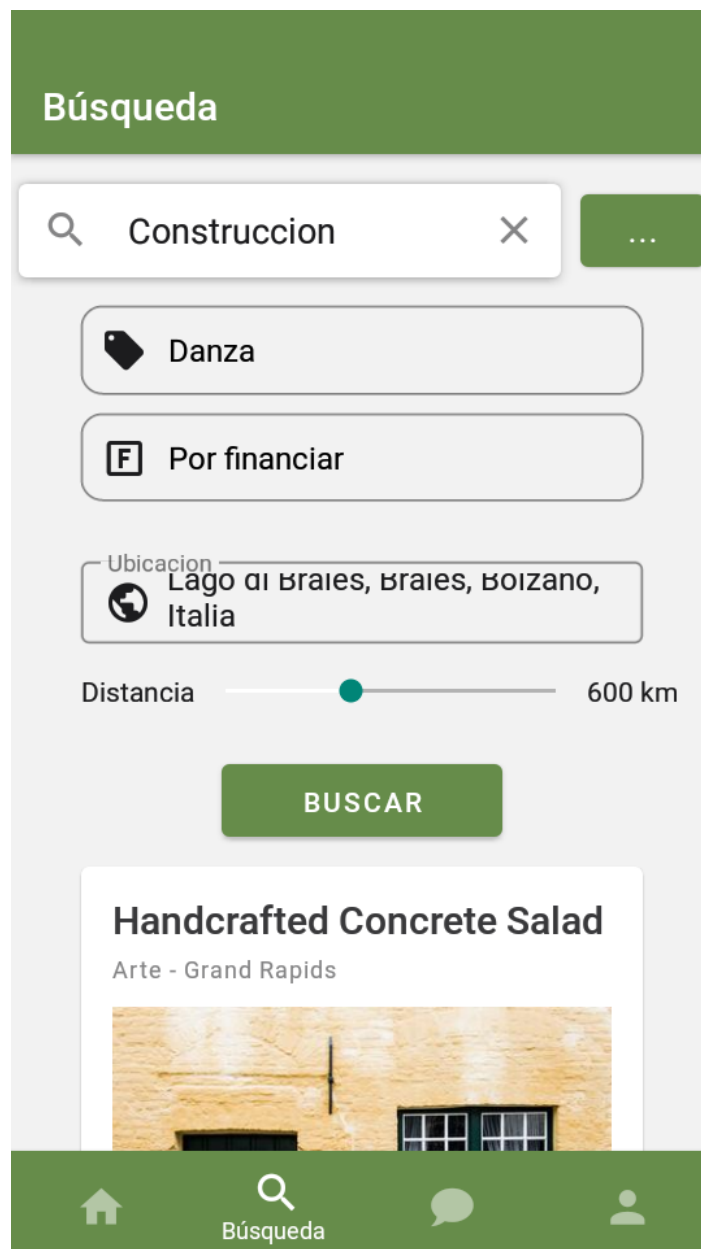 Búsqueda
Construccion
...
Danza
F
Por financiar
Ubicacion
Lago di Braies, Braies, Bolzano,
Italia
Distancia
600 km
BUSCAR
Handcrafted Concrete Salad
Arte - Grand Rapids
Búsqueda